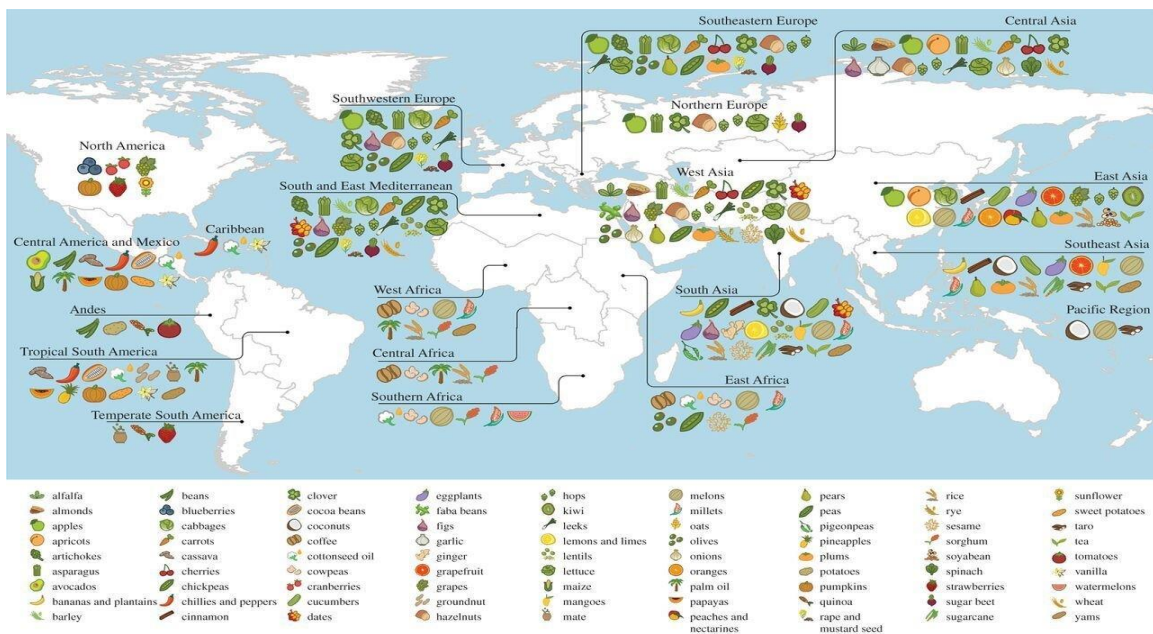 Southeastern Europe
Central Asia
Southwestern Europe
Northern Europe
North America
South and East Mediterranean
West Asia
East Asia
Central America and Mexico
Caribbean
Southeast Asia
West Africa
South Asia
Andes
Pacific Region
Tropical South America
Central Africa
East Africa
Southern Africa
Temperate South America
alfalfa
almonds
apples
apricots
artichokes
asparagus
avocados
bananas and plantains
barley
beans
blueberries
cabbages
carrots
cassava
cherries
chickpeas
chillies and peppers
cinnamon
clover
cocoa beans
coconuts
coffee
cottonseed oil
cowpeas
cranberries
cucumbers
dates
eggplants
faba beans
figs
garlic
ginger
grapefruit
grapes
groundnut
hazelnuts
hops
kiwi
leeks
lemons and limes
lentils
lettuce
maize
mangoes
mate
melons
millets
oats
olives
onions
oranges
palm oil
papayas
peaches and
nectarines
pears
peas
pigeonpeas
pineapples
plums
potatoes
pumpkins
quinoa
rape and
mustard seed
rice
rye
sesame
sorghum
soyabean
spinach
strawberries
sugar beet
sugarcane
sunflower
sweet potatoes
taro
tea
tomatoes
vanilla
watermelons
wheat
yams